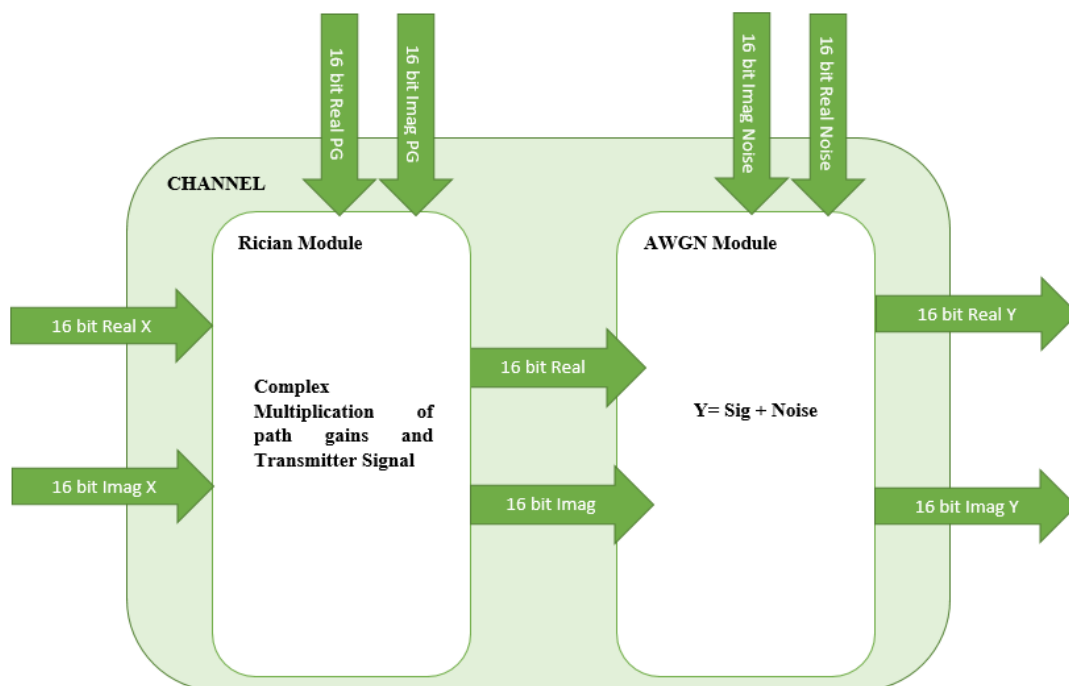 16 bit Real PG
16 bit Imag PG
16 bit Imag Noise
16 bit Real Noise
CHANNEL
Rician Module
AWGN Module
16 bit Real X
16 bit Real Y
16 bit Real
Complex
Multiplication of
path gains and
Transmitter Signal
Y= Sig + Noise
16 bit Imag X
16 bit Imag
16 bit Imag Y